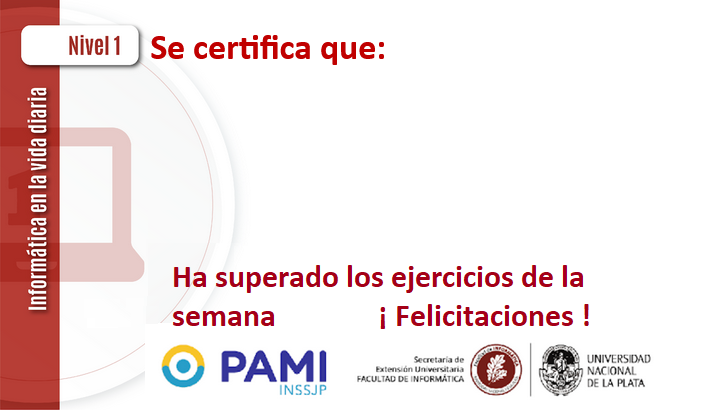 Nivel 1
Se certifica que:
Informática en la vida diaria
Ha superado los ejercicios de la
semana ¡ Felicitaciones !
PAMI
INSSJP
Secretaría de
Extensión Universitaria
FACULTAD DE INFORMÁTICA
UNIVERSIDAD
NACIONAL
DE LA PLATA